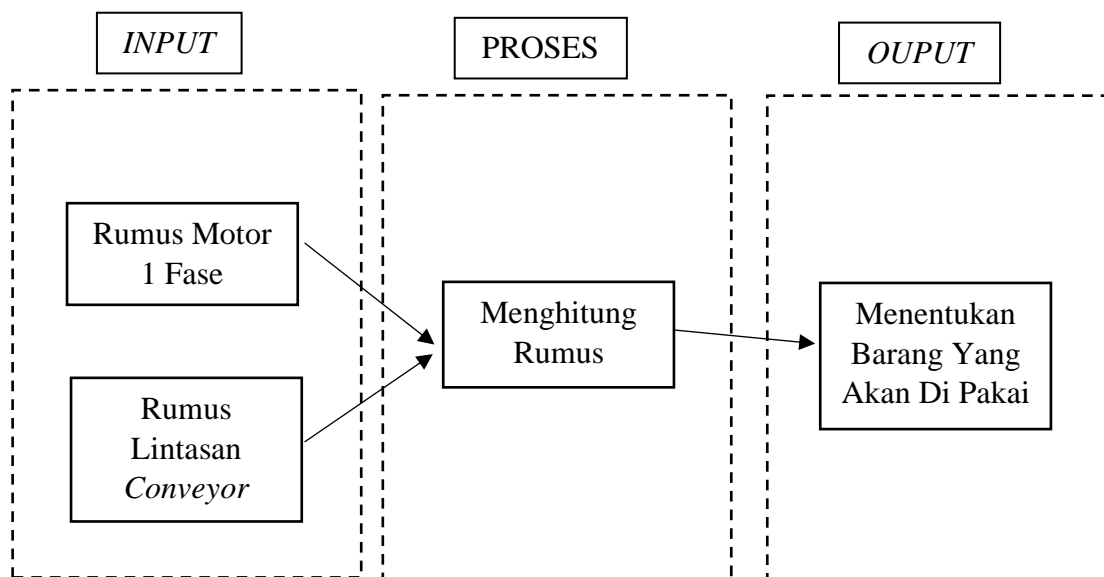 INPUT
PROSES
OUPUT
Rumus Motor
1 Fase
Rumus
Lintasan
Conveyor
Menghitung
Rumus
Menentukan
Barang Yang
Akan Di Pakai